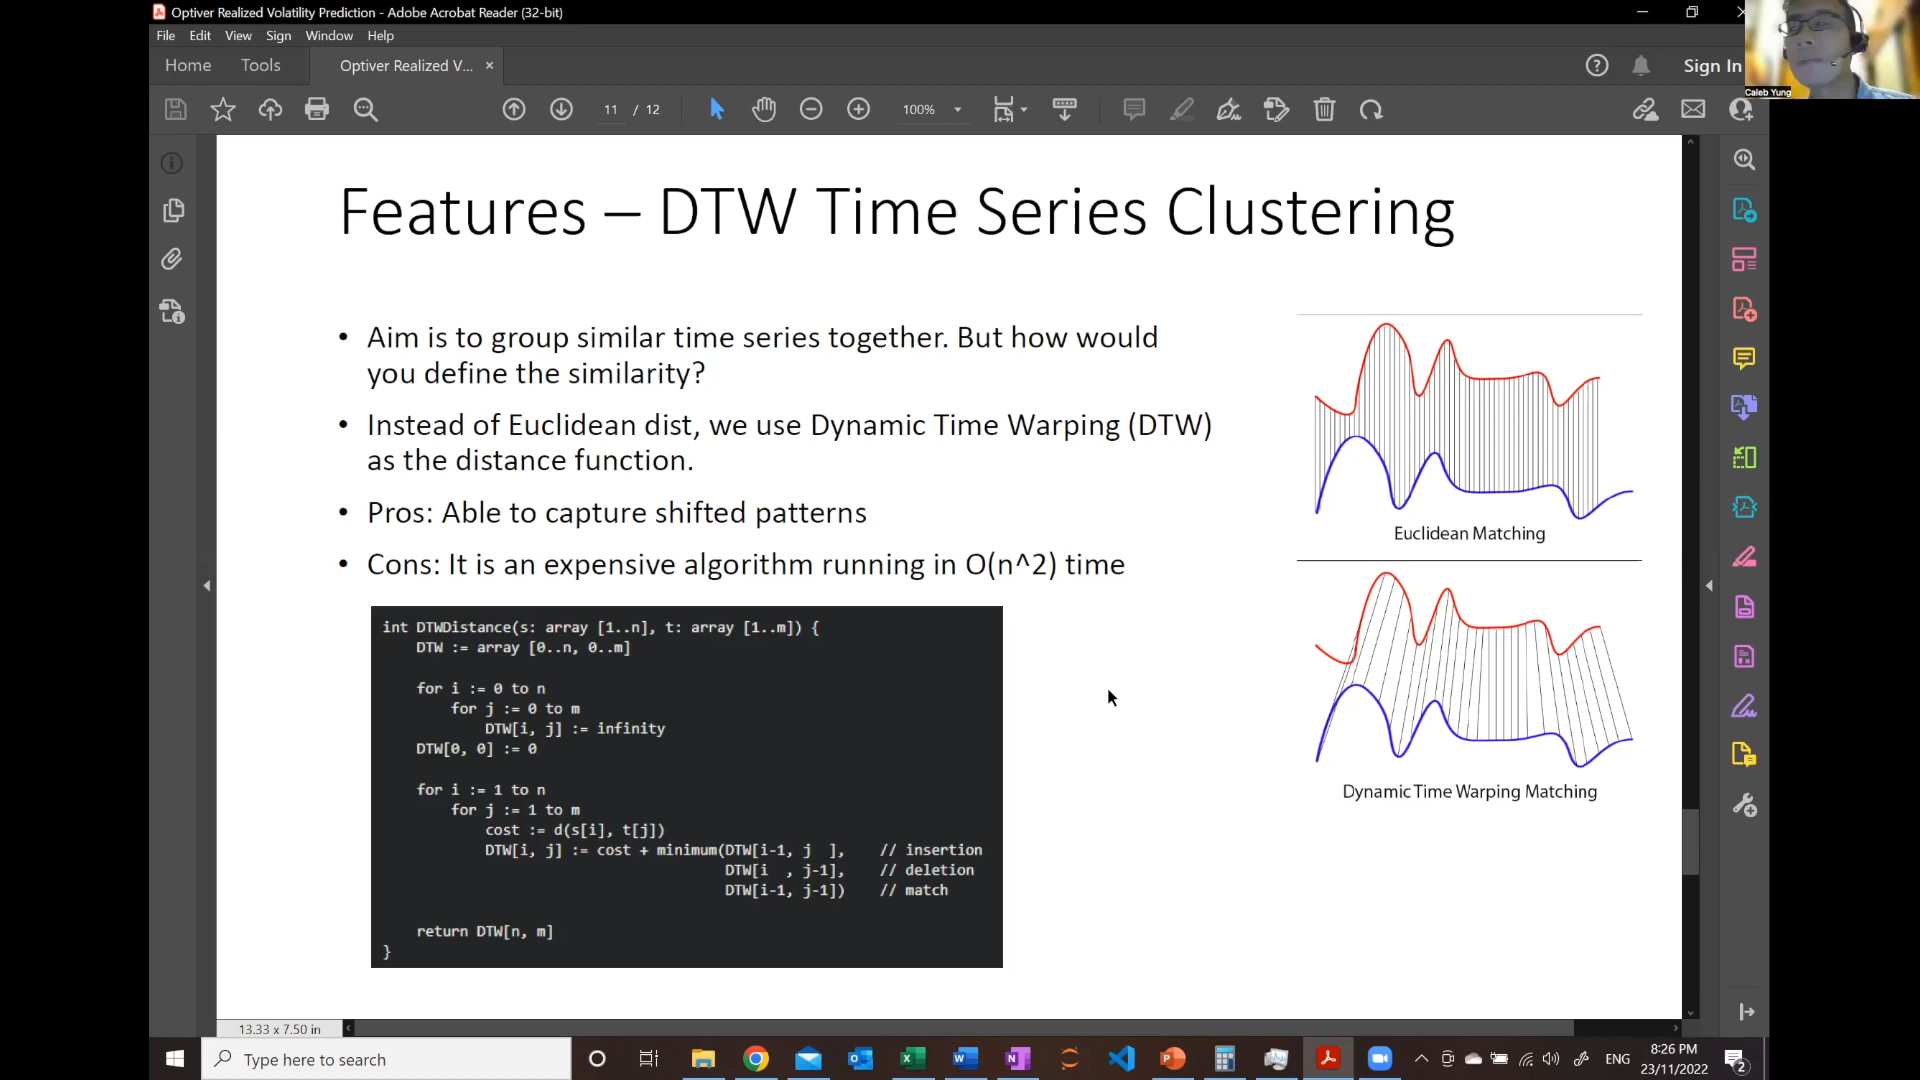 Optiver Realized Volatility Prediction - Adobe Acrobat Reader (32-bit)
File Edit View Sign Window Help
Home Tools Optiver Realized V... × Sign In
Caleb Yung
11 / 12 100%
Features – DTW Time Series Clustering
• Aim is to group similar time series together. But how would
you define the similarity?
• Instead of Euclidean dist, we use Dynamic Time Warping (DTW)
as the distance function.
• Pros: Able to capture shifted patterns
• Cons: It is an expensive algorithm running in O(n^2) time
Euclidean Matching
Dynamic Time Warping Matching
int DTWDistance(s: array [1..n], t: array [1..m]) {
    DTW := array [0..n, 0..m]
    for i := 0 to n
        for j := 0 to m
            DTW[i, j] := infinity
    DTW[0, 0] := 0
    for i := 1 to n
        for j := 1 to m
            cost := d(s[i], t[j])
            DTW[i, j] := cost + minimum(DTW[i-1, j  ],    // insertion
                                        DTW[i  , j-1],    // deletion
                                        DTW[i-1, j-1])    // match
    return DTW[n, m]
}
13.33 x 7.50 in
Type here to search
ENG
8:26 PM
23/11/2022
2